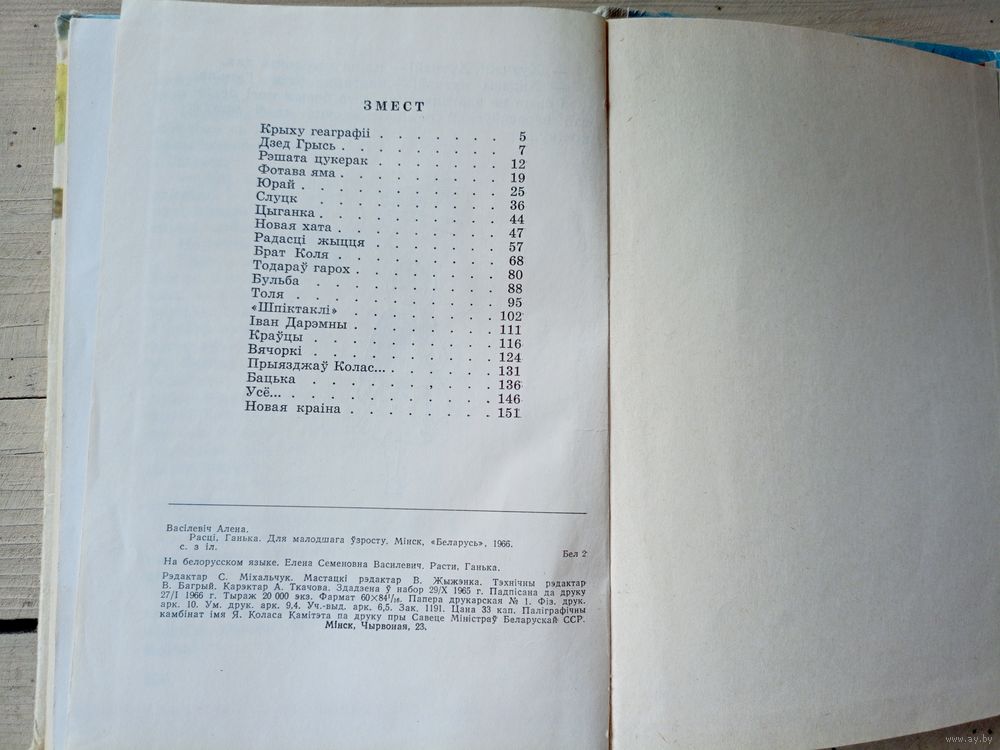 ЗМЕСТ
Крыху геаграфіі . . . . . . . 5
Дзед Грысь . . . . . . . . 7
Рэшата цукерак . . . . . . . 12
Фотава яма . . . . . . . . 19
Юрай . . . . . . . . . 25
Слуцк . . . . . . . . . 36
Цыганка . . . . . . . . . 44
Новая хата . . . . . . . . 47
Радасці жыцця . . . . . . . 57
Брат Коля . . . . . . . . 68
Тодараў гарох . . . . . . . 80
Бульба . . . . . . . . . 88
Толя . . . . . . . . . 95
«Шпіктаклі» . . . . . . . . 102
Іван Дарэмны . . . . . . . 111
Краўцы . . . . . . . . . 116
Вячоркі . . . . . . . . . 124
Прыязджаў Колас... . . . . . . 131
Бацька . . . . . . . . . 136
Усё... . . . . . . . . . 146
Новая краіна . . . . . . . 151
Васілевіч Алена.
Расці, Ганька. Для малодшага ўзросту. Мінск, «Беларусь», 1966.
с. з іл.
Бел 2
На белорусском языке. Елена Семеновна Василевич. Расти, Ганька.
Рэдактар С. Міхальчук. Мастацкі рэдактар В. Жыжэнка. Тэхнічны рэдактар
В. Багрый. Карэктар А. Ткачова. Здадзена ў набор 29/X 1965 г. Падпісана да друку
27/I 1966 г. Тыраж 20 000 экз. Фармат 60×84¹/₁₆. Папера друкарская № 1. Фіз. друк.
арк. 10. Ум. друк. арк. 9,4. Уч.-выд. арк. 6,5. Зак. 1191. Цана 33 кап. Паліграфічны
камбінат імя Я. Коласа Камітэта па друку пры Савеце Міністраў Беларускай ССР.
Мінск, Чырвоная, 23.
www.ay.by